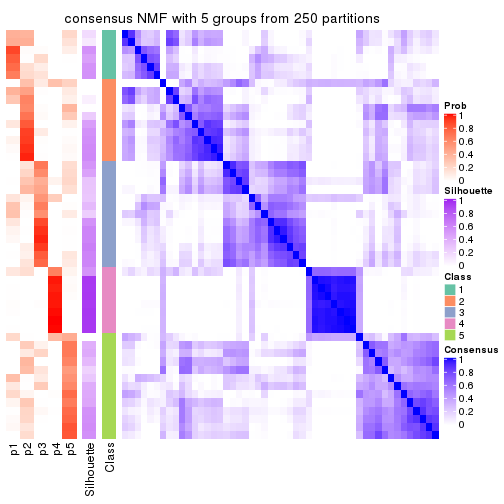 consensus NMF with 5 groups from 250 partitions
Prob
1
0.8
0.6
0.4
0.2
0
Silhouette
1
0.8
0.6
0.4
0.2
0
Class
1
2
3
4
5
Consensus
1
0.8
0.6
0.4
0.2
0
p1
p2
p3
p4
p5
Silhouette
Class